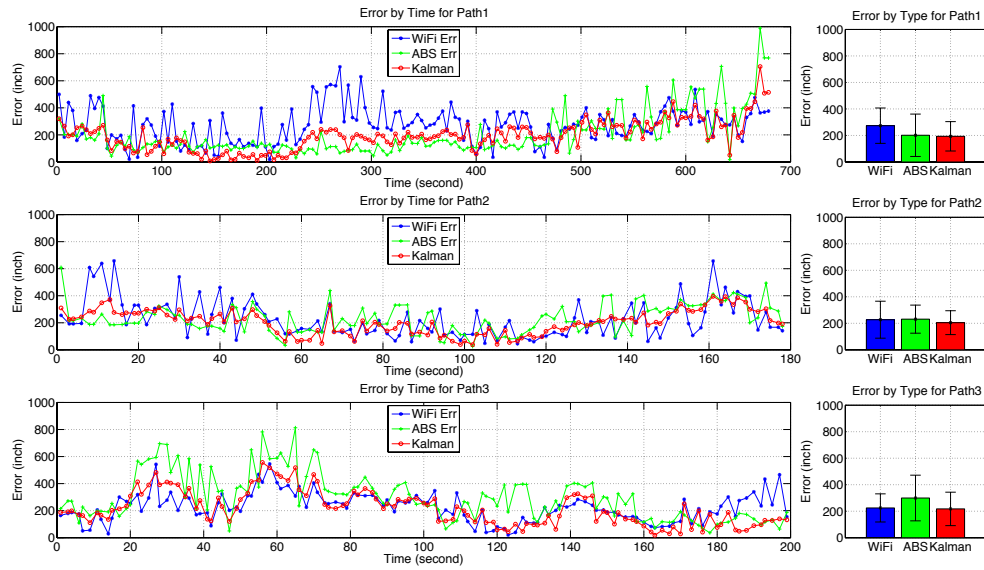 Error by Time for Path1
Error (inch)
1000
800
600
400
200
0
WiFi Err
ABS Err
Kalman
0 100 200 300 400 500 600 700
Time (second)
Error by Type for Path1
Error (inch)
1000
800
600
400
200
0
WiFi ABS Kalman
Error by Time for Path2
Error (inch)
1000
800
600
400
200
0
WiFi Err
ABS Err
Kalman
0 20 40 60 80 100 120 140 160 180
Time (second)
Error by Type for Path2
Error (inch)
1000
800
600
400
200
0
WiFi ABS Kalman
Error by Time for Path3
Error (inch)
1000
800
600
400
200
0
WiFi Err
ABS Err
Kalman
0 20 40 60 80 100 120 140 160 180 200
Time (second)
Error by Type for Path3
Error (inch)
1000
800
600
400
200
0
WiFi ABS Kalman